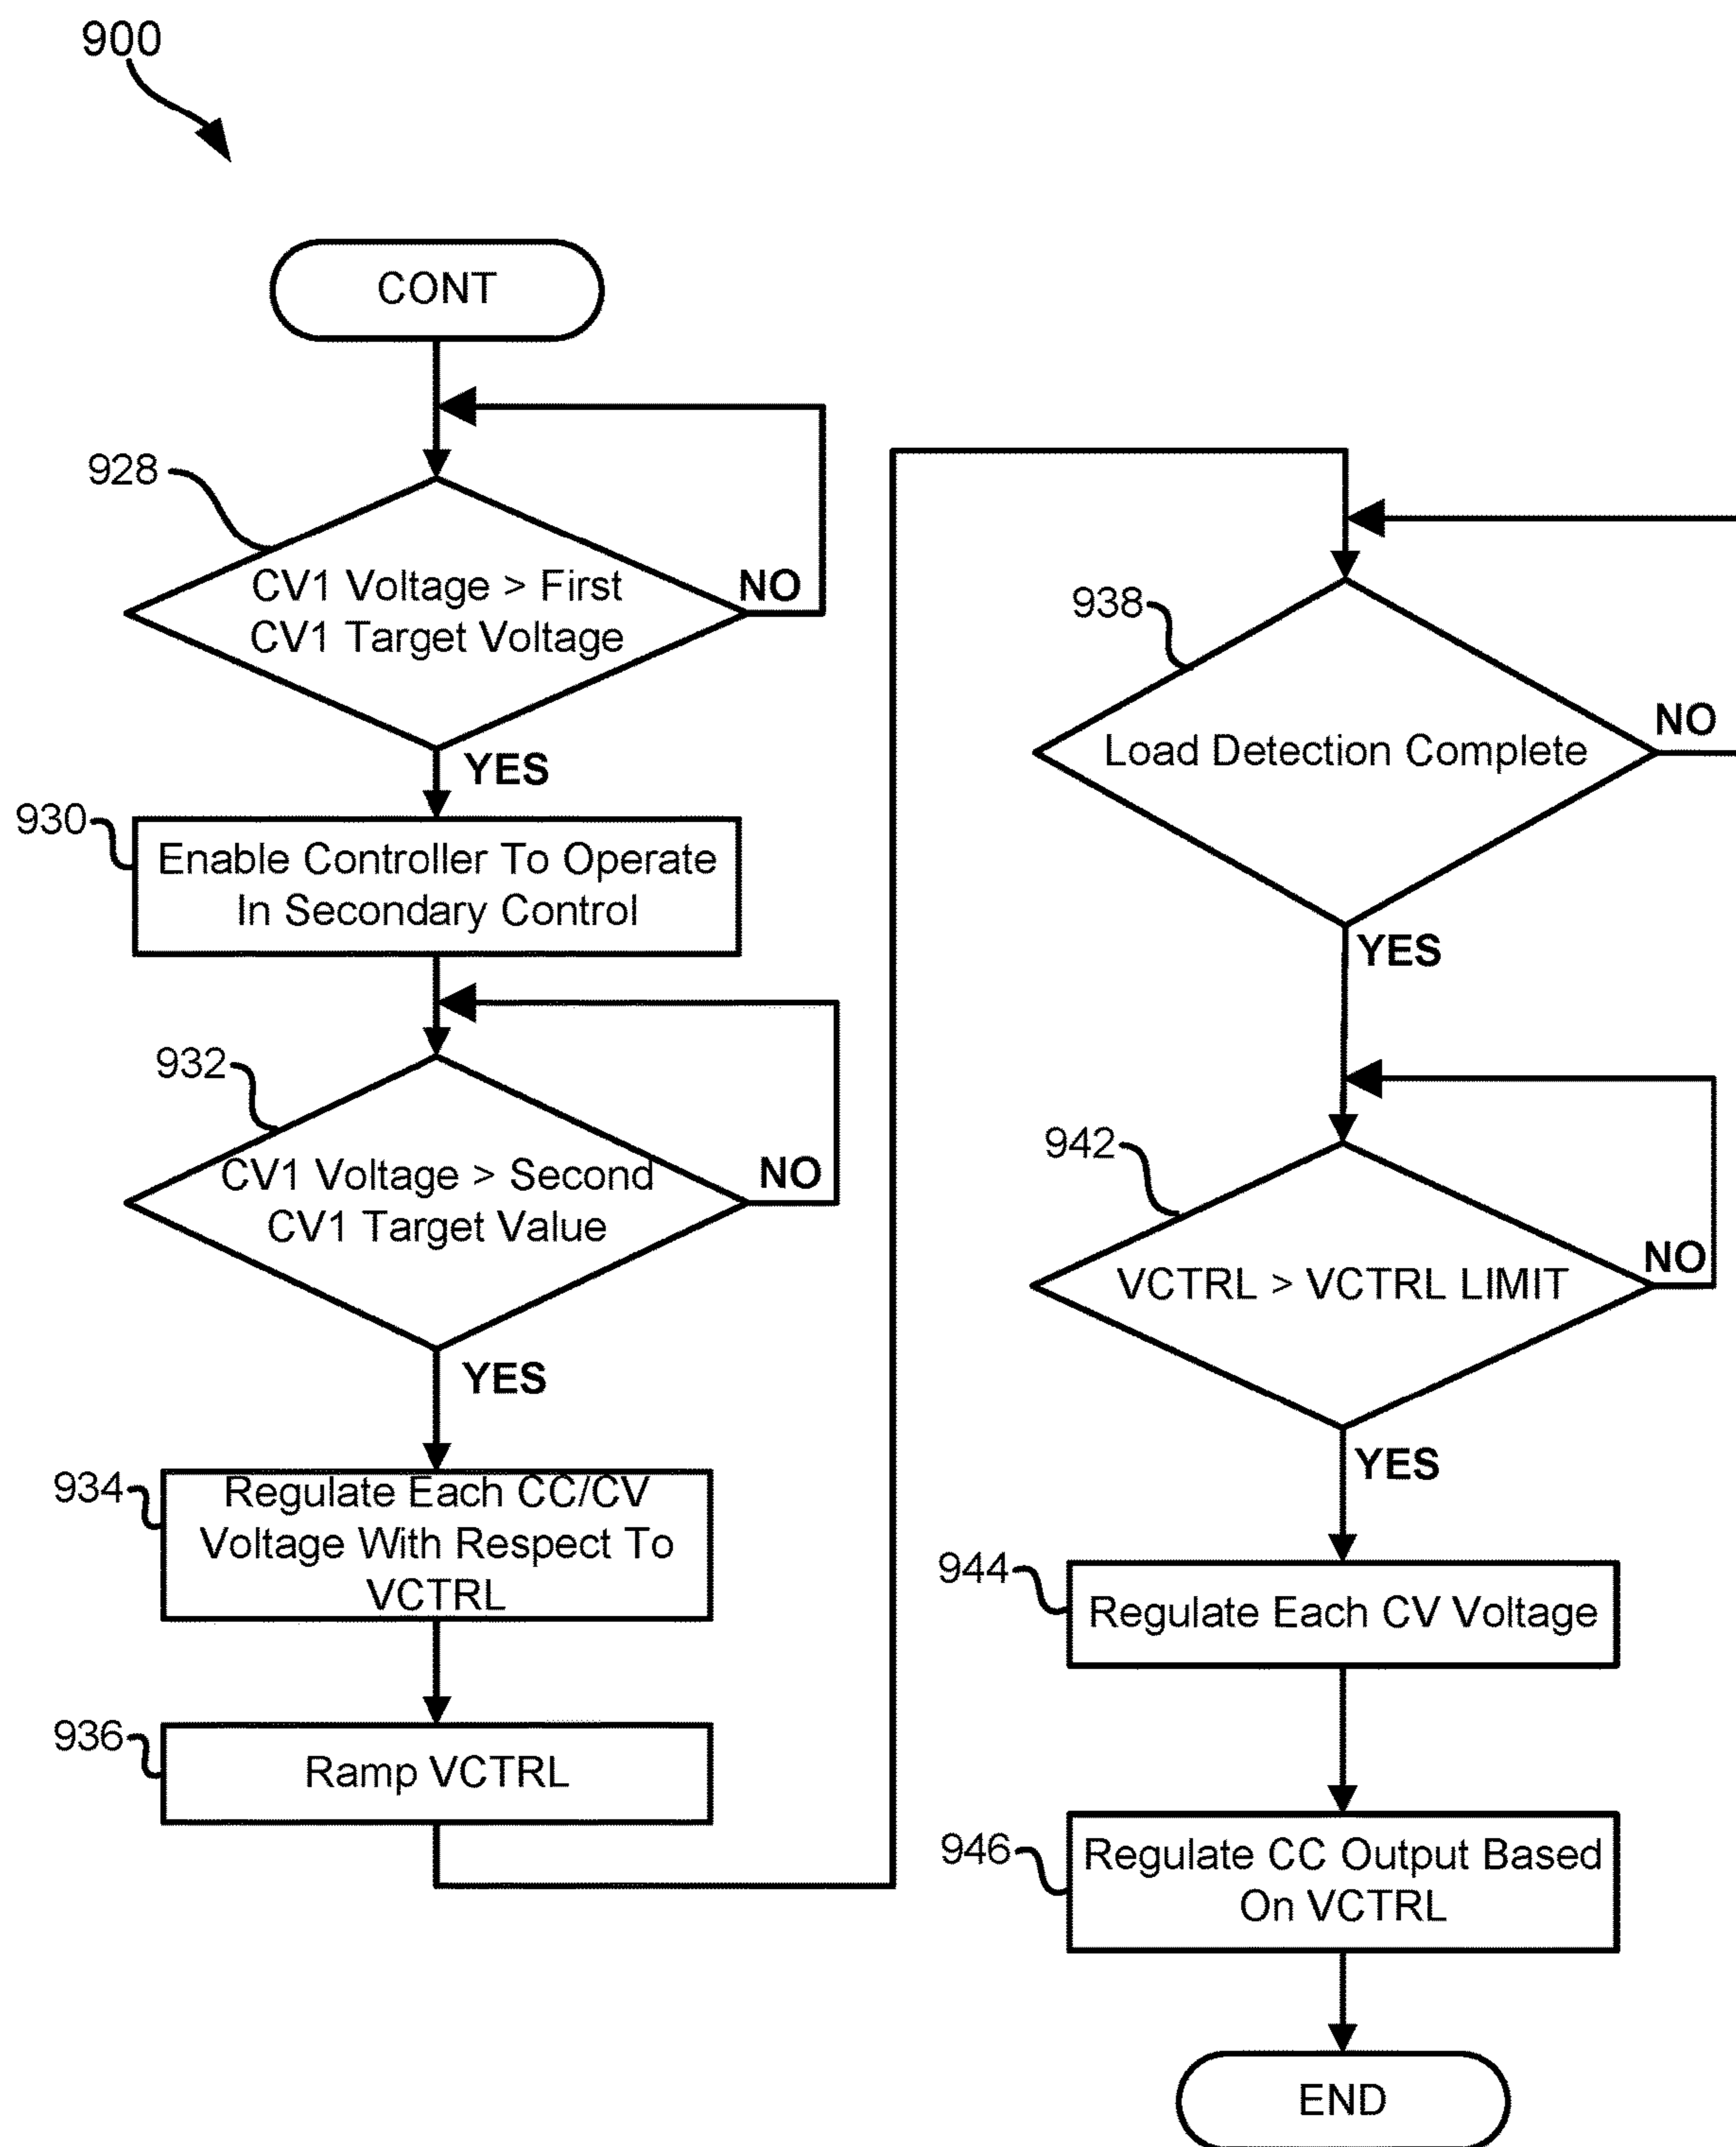 900
CONT
928
CV1 Voltage > First
CV1 Target Voltage
NO
YES
930
Enable Controller To Operate
In Secondary Control
932
CV1 Voltage > Second
CV1 Target Value
NO
YES
934
Regulate Each CC/CV
Voltage With Respect To
VCTRL
936
Ramp VCTRL
938
Load Detection Complete
NO
YES
942
VCTRL > VCTRL LIMIT
NO
YES
944
Regulate Each CV Voltage
946
Regulate CC Output Based
On VCTRL
END